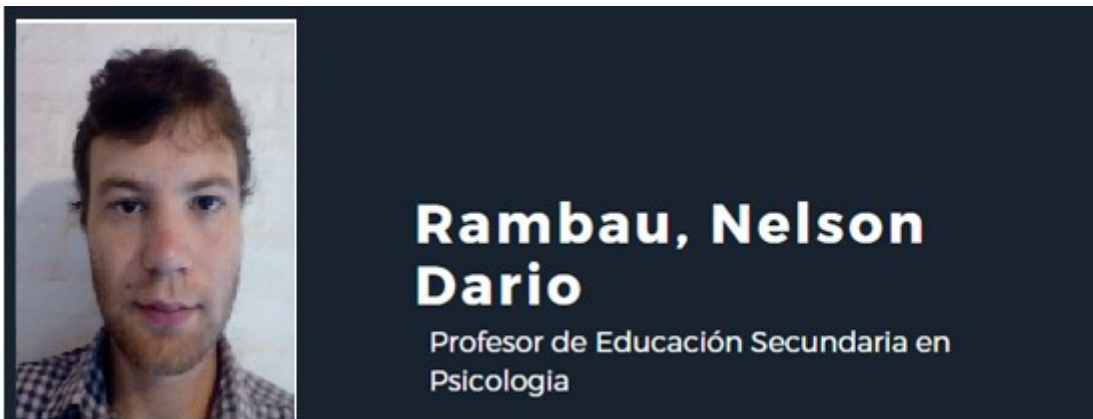 Rambau, Nelson
Dario
Profesor de Educación Secundaria en
Psicologia